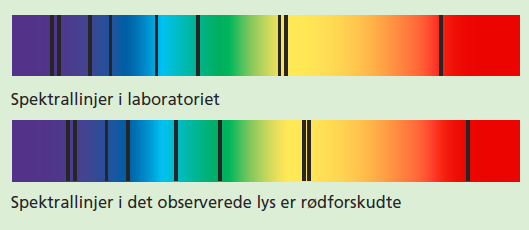 Spektrallinjer i laboratoriet
Spektrallinjer i det observerede lys er rødforskudte